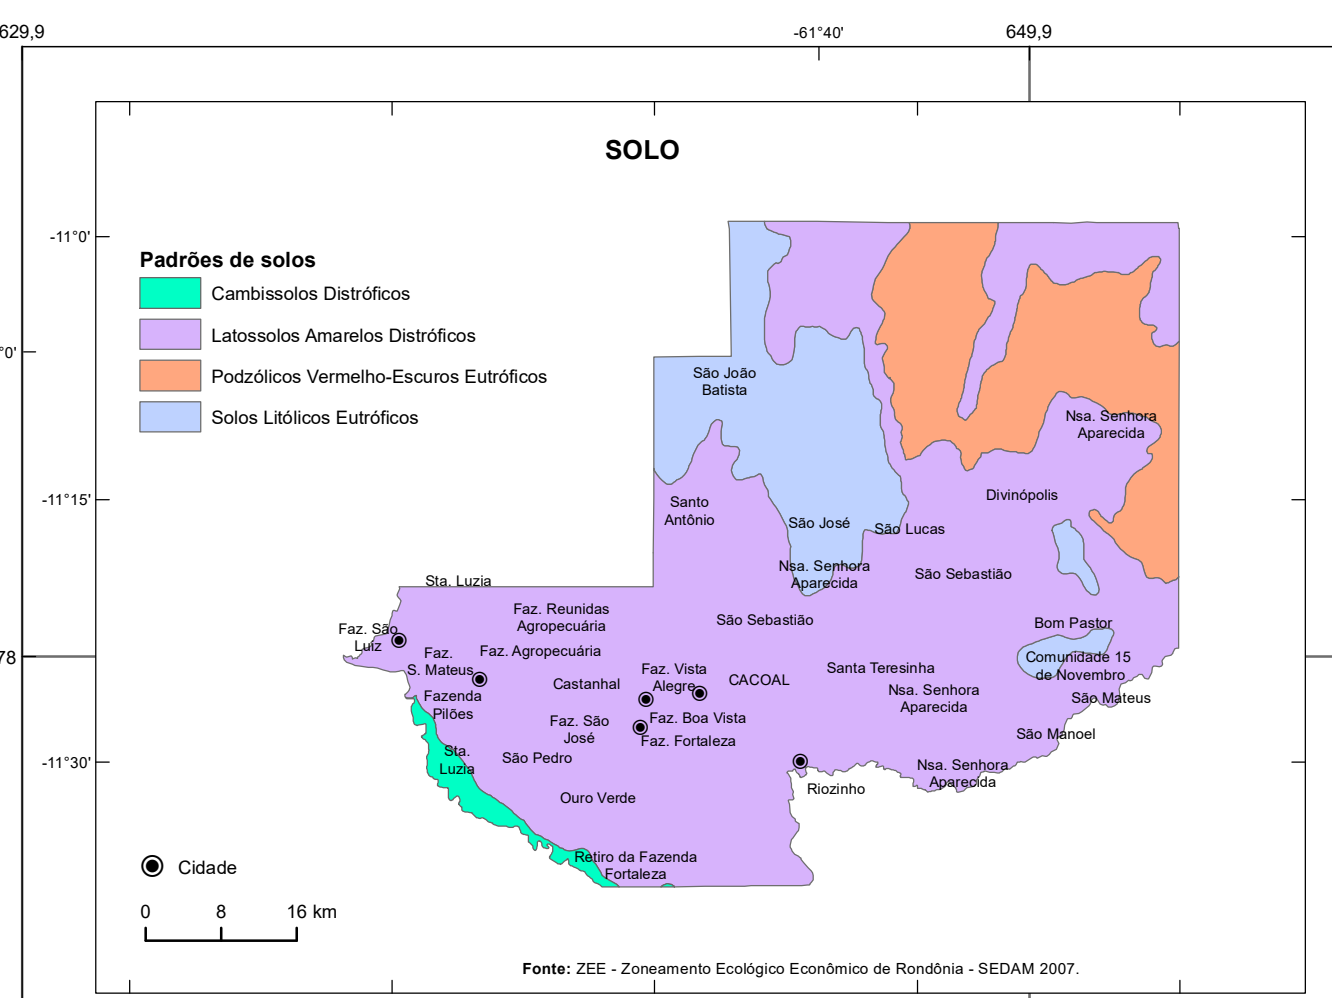 629,9
-61°40'
649,9
SOLO
-11°0'
Padrões de solos
Cambissolos Distróficos
Latossolos Amarelos Distróficos
°0'
Podzólicos Vermelho-Escuros Eutróficos
Solos Litólicos Eutróficos
São João
Batista
Nsa. Senhora
Aparecida
-11°15'
Santo
Antônio
Divinópolis
São José
São Lucas
Nsa. Senhora
Aparecida
São Sebastião
Sta. Luzia
Faz. Reunidas
Agropecuária
São Sebastião
Bom Pastor
Faz. São
Luiz
78
Faz.
S. Mateus
Faz. Agropecuária
Faz. Vista
Alegre
Castanhal
CACOAL
Santa Teresinha
Comunidade 15
de Novembro
Nsa. Senhora
Aparecida
São Mateus
Fazenda
Pilões
Faz. São
José
Faz. Boa Vista
Faz. Fortaleza
São Manoel
-11°30'
Sta.
Luzia
São Pedro
Nsa. Senhora
Aparecida
Riozinho
Ouro Verde
Retiro da Fazenda
Fortaleza
Cidade
0 8 16 km
Fonte: ZEE - Zoneamento Ecológico Econômico de Rondônia - SEDAM 2007.